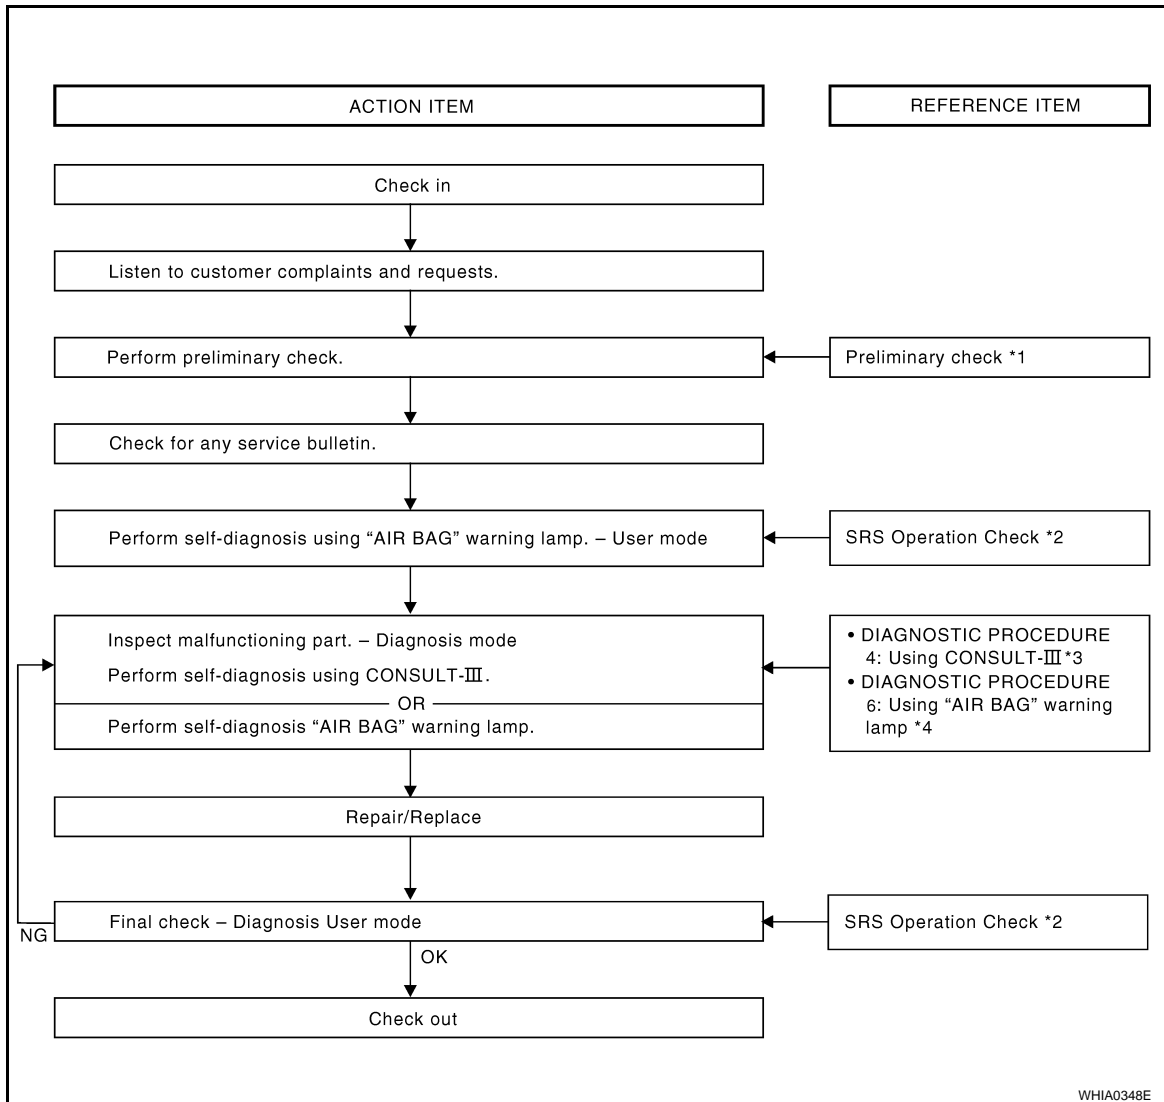 ACTION ITEM
REFERENCE ITEM
Check in
Listen to customer complaints and requests.
Perform preliminary check.
Preliminary check *1
Check for any service bulletin.
Perform self-diagnosis using “AIR BAG” warning lamp. – User mode
SRS Operation Check *2
Inspect malfunctioning part. – Diagnosis mode
Perform self-diagnosis using CONSULT-III.
OR
Perform self-diagnosis “AIR BAG” warning lamp.
• DIAGNOSTIC PROCEDURE
4: Using CONSULT-III *3
• DIAGNOSTIC PROCEDURE
6: Using “AIR BAG” warning
lamp *4
Repair/Replace
Final check – Diagnosis User mode
SRS Operation Check *2
NG
OK
Check out
WHIA0348E